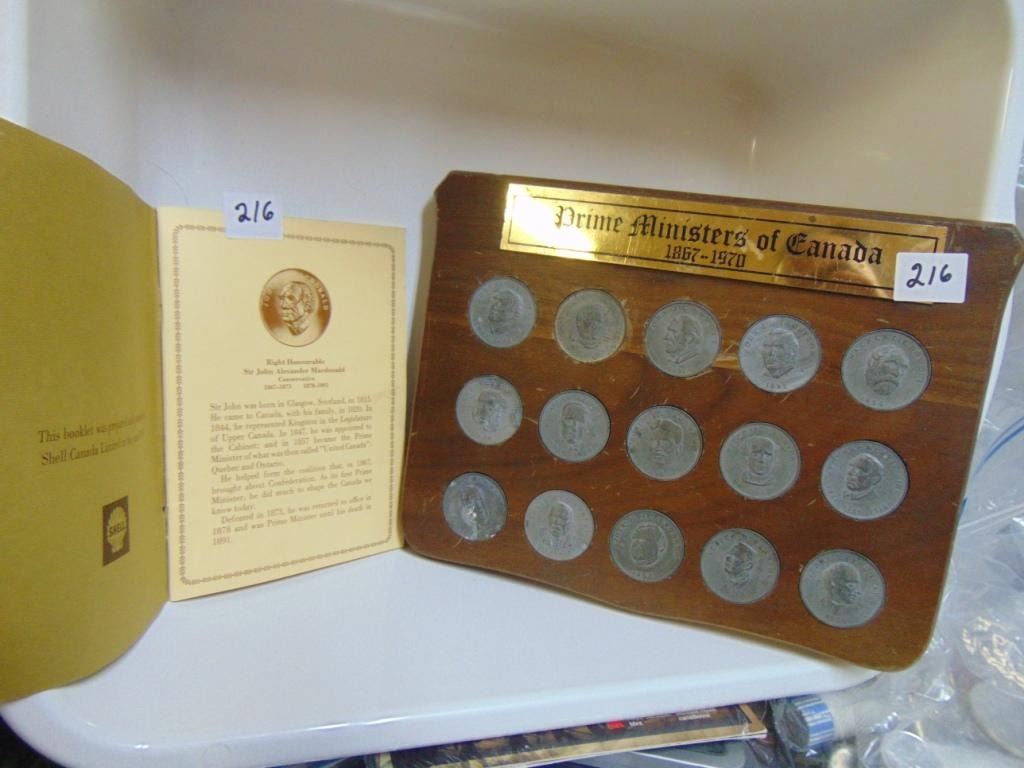 This booklet was prepared
Shell Canada Limited
SHELL
216
Right Honourable
Sir John Alexander Macdonald
Conservative
1867-1873 1878-1891
Sir John was born in Glasgow, Scotland, in 1815.
He came to Canada, with his family, in 1820. In
1844, he represented Kingston in the Legislature
of Upper Canada. In 1847, he was appointed to
the Cabinet; and in 1857 became the Prime
Minister of what was then called "United Canada":
Quebec and Ontario.
He helped form the coalition that, in 1867,
brought about Confederation. As its first Prime
Minister, he did much to shape the Canada we
know today.
Defeated in 1873, he was returned to office in
1878 and was Prime Minister until his death in
1891.
Prime Ministers of Canada
1867-1970
216